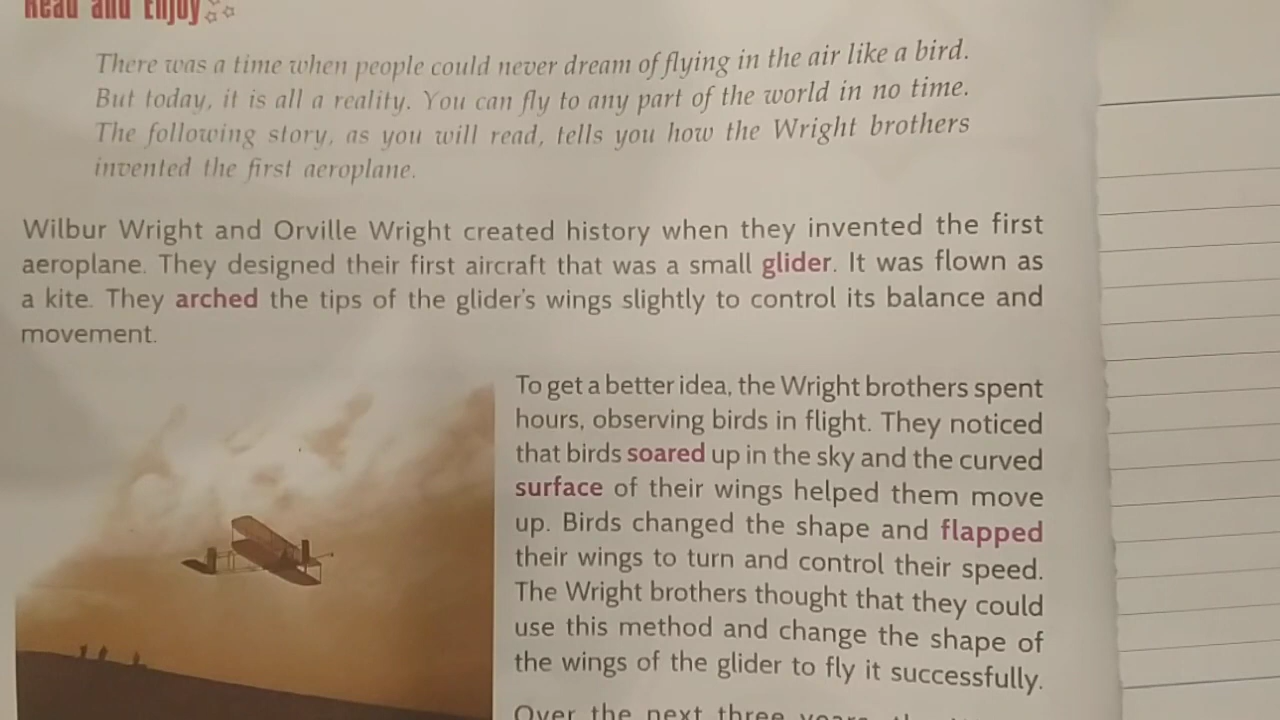 Read and Enjoy
There was a time when people could never dream of flying in the air like a bird.
But today, it is all a reality. You can fly to any part of the world in no time.
The following story, as you will read, tells you how the Wright brothers
invented the first aeroplane.
Wilbur Wright and Orville Wright created history when they invented the first
aeroplane. They designed their first aircraft that was a small glider. It was flown as
a kite. They arched the tips of the glider's wings slightly to control its balance and
movement.
To get a better idea, the Wright brothers spent
hours, observing birds in flight. They noticed
that birds soared up in the sky and the curved
surface of their wings helped them move
up. Birds changed the shape and flapped
their wings to turn and control their speed.
The Wright brothers thought that they could
use this method and change the shape of
the wings of the glider to fly it successfully.
Over the next three years